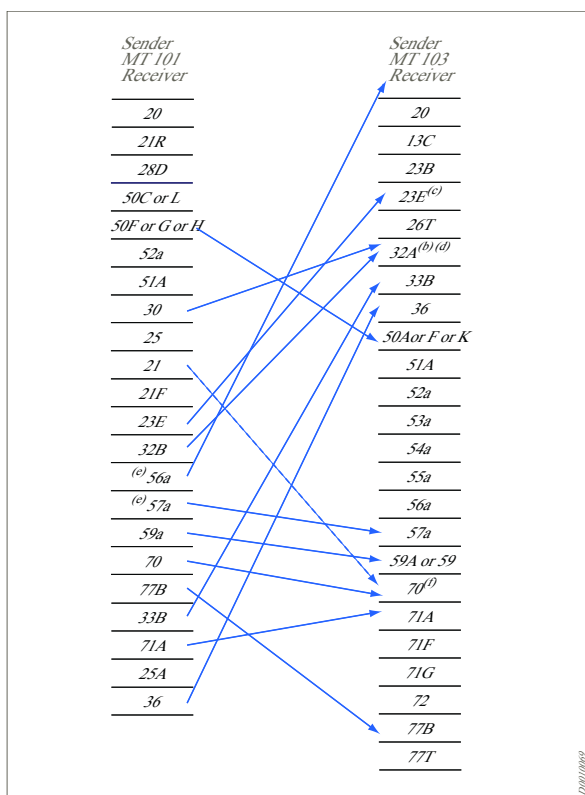 Sender
MT 101
Receiver
20
21R
28D
50C or L
50F or G or H
52a
51A
30
25
21
21F
23E
32B
(e) 56a
(e) 57a
59a
70
77B
33B
71A
25A
36
Sender
MT 103
Receiver
20
13C
23B
23E(c)
26T
32A(b) (d)
33B
36
50Aor F or K
51A
52a
53a
54a
55a
56a
57a
59A or 59
70(f)
71A
71F
71G
72
77B
77T
D0010069